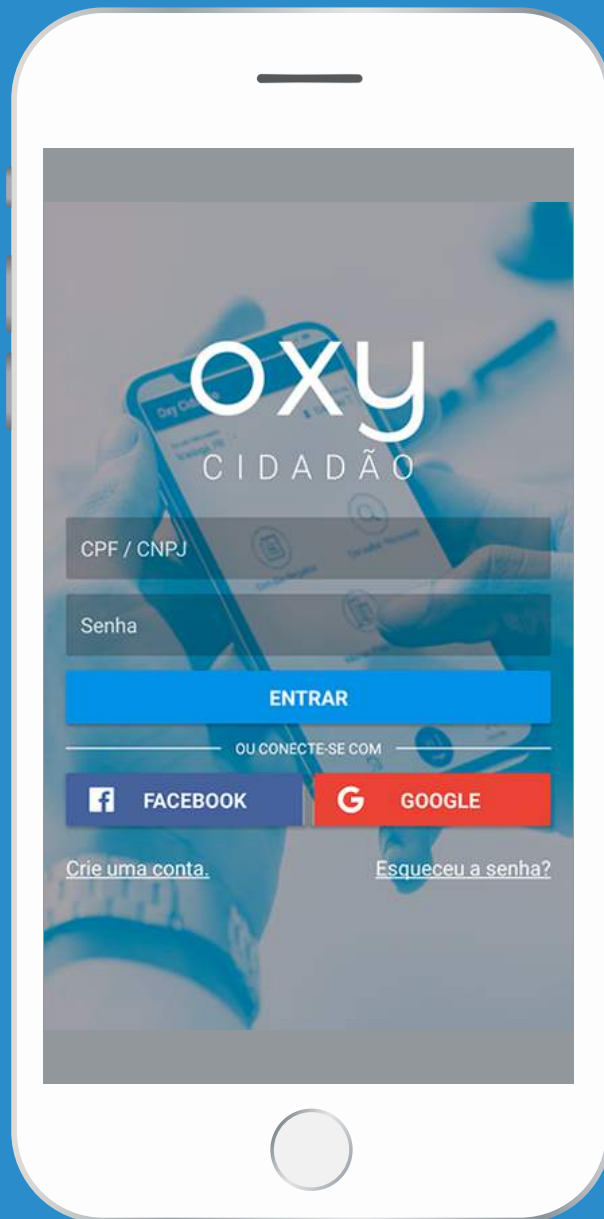 oxy
CIDADÃO
CPF / CNPJ
Senha
ENTRAR
OU CONECTE-SE COM
FACEBOOK
GOOGLE
Crie uma conta.
Esqueceu a senha?